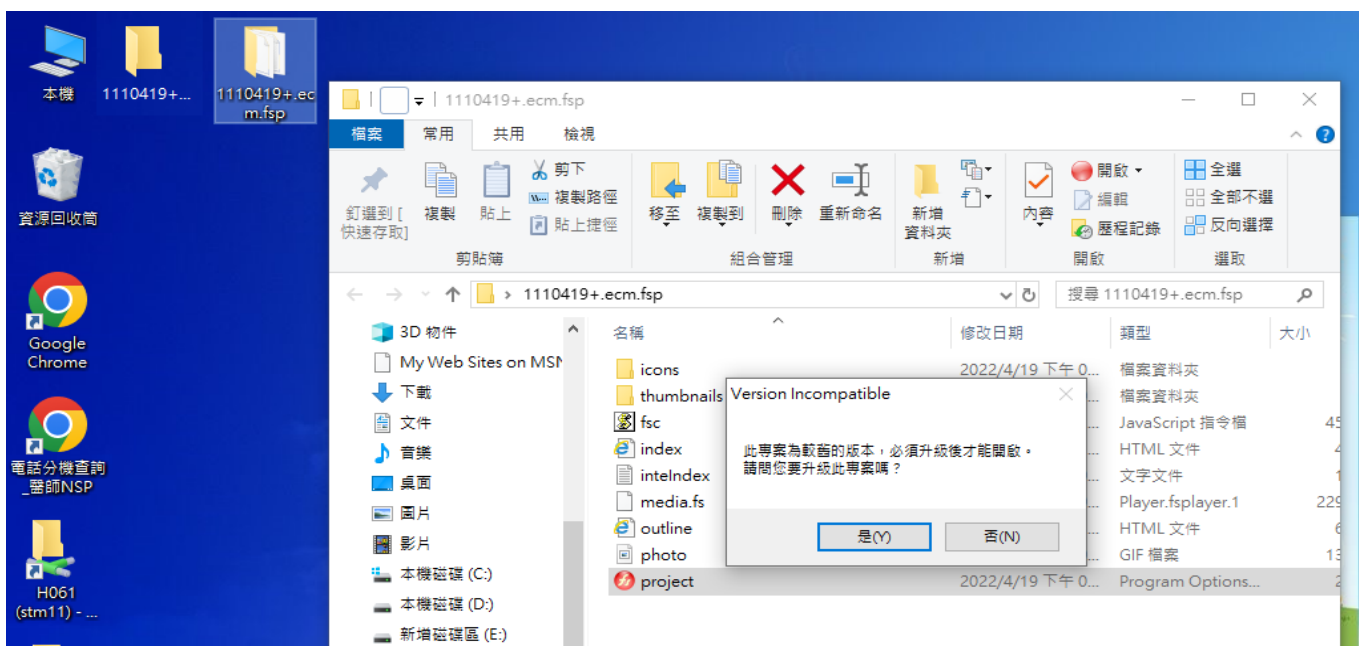 本機
1110419+...
1110419+.ec
m.fsp
資源回收筒
Google
Chrome
電話分機查詢
_醫師NSP
H061
(stm11) - ...
1110419+.ecm.fsp
檔案
常用
共用
檢視
釘選到 [
快速存取]
複製
貼上
剪下
複製路徑
貼上捷徑
剪貼簿
移至
複製到
刪除
重新命名
組合管理
新增
資料夾
新增
內容
開啟
編輯
歷程記錄
開啟
全選
全部不選
反向選擇
選取
1110419+.ecm.fsp
搜尋 1110419+.ecm.fsp
3D 物件
My Web Sites on MSN
下載
文件
音樂
桌面
圖片
影片
本機磁碟 (C:)
本機磁碟 (D:)
新增磁碟區 (E:)
名稱 修改日期 類型 大小
icons 2022/4/19 下午 0... 檔案資料夾
thumbnails 檔案資料夾
fsc JavaScript 指令檔 45
index HTML 文件 4
inteIndex 文字文件 1
media.fs Player.fsplayer.1 229
outline HTML 文件 6
photo GIF 檔案 13
project 2022/4/19 下午 0... Program Options... 2
Version Incompatible
此專案為較舊的版本，必須升級後才能開啟。
請問您要升級此專案嗎？
是(Y)
否(N)